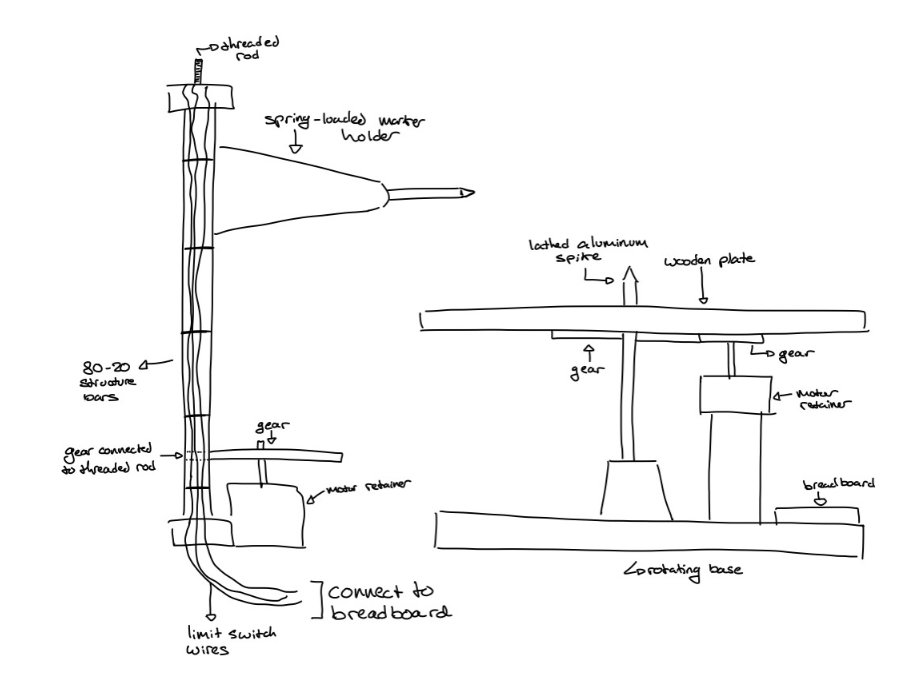 threaded
rod
spring-loaded marker
holder
lathed aluminum
spike
wooden plate
gear
gear
motor
retainer
80-20
structure
bars
gear
gear connected
to threaded rod
motor retainer
breadboard
rotating base
connect to
breadboard
limit switch
wires